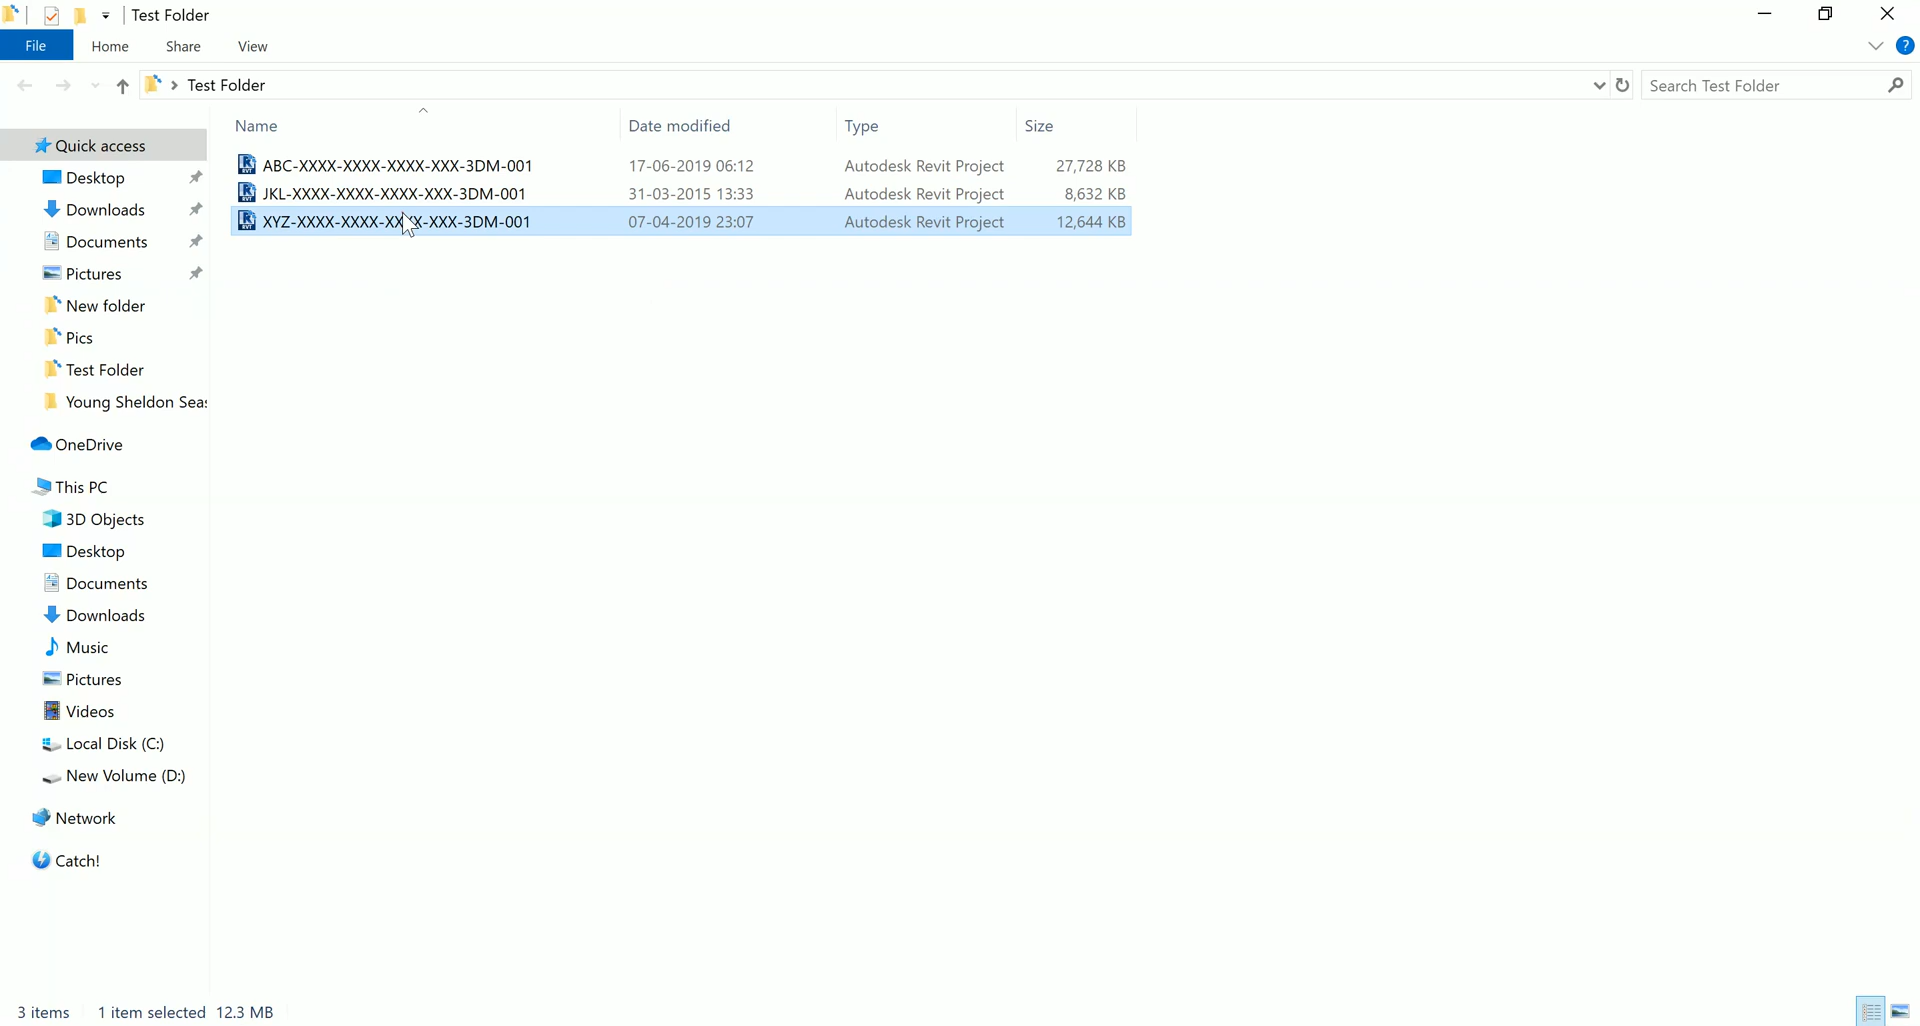 Test Folder
File Home Share View
Test Folder
Search Test Folder
Name Date modified Type Size
Quick access
Desktop
Downloads
Documents
Pictures
New folder
Pics
Test Folder
Young Sheldon Seas
OneDrive
This PC
3D Objects
Desktop
Documents
Downloads
Music
Pictures
Videos
Local Disk (C:)
New Volume (D:)
Network
Catch!
ABC-XXXX-XXXX-XXXX-XXX-3DM-001 17-06-2019 06:12 Autodesk Revit Project 27,728 KB
JKL-XXXX-XXXX-XXXX-XXX-3DM-001 31-03-2015 13:33 Autodesk Revit Project 8,632 KB
XYZ-XXXX-XXXX-XXXX-XXX-3DM-001 07-04-2019 23:07 Autodesk Revit Project 12,644 KB
3 items 1 item selected 12.3 MB